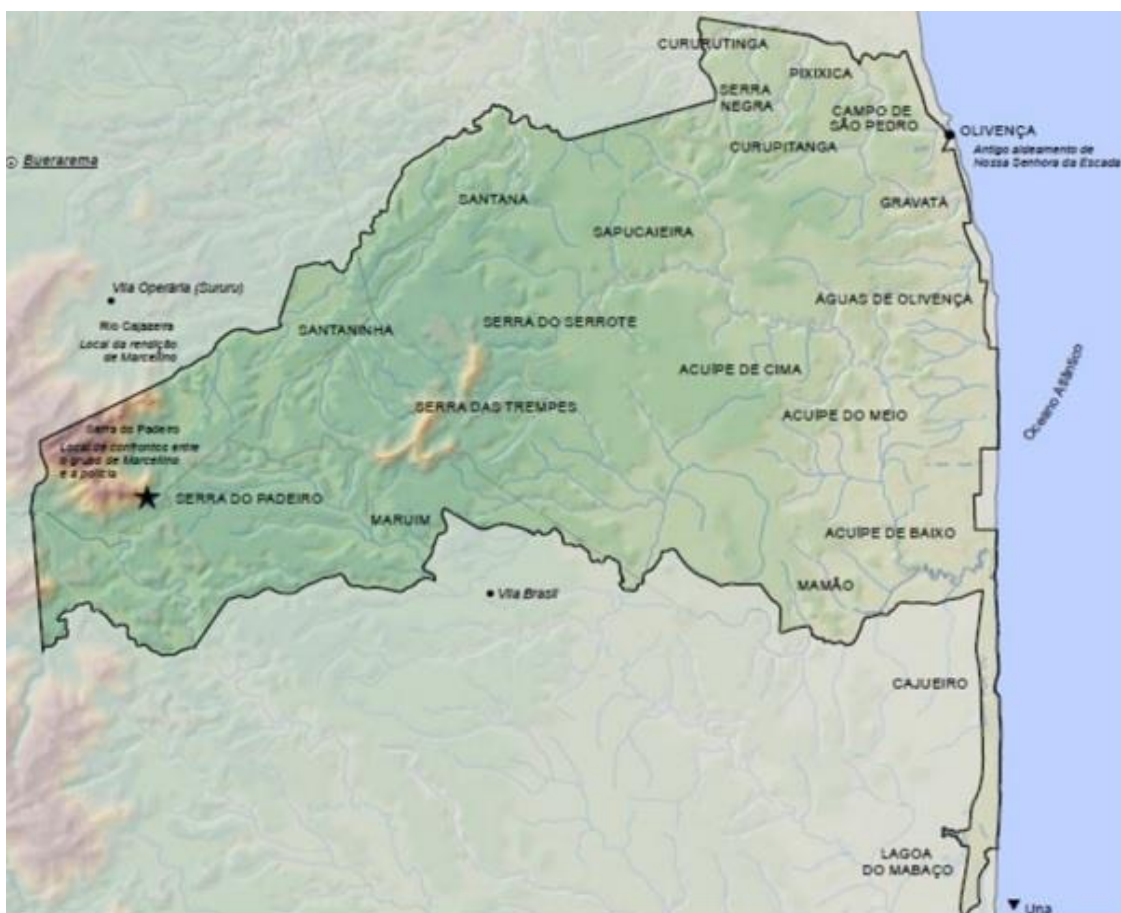 CURURUTINGA
PIXIXICA
SERRA
NEGRA
CAMPO DE
SÃO PEDRO
OLIVENÇA
Antigo aldeamento de
Nossa Senhora da Escada
CURUPITANGA
Buerarema
SANTANA
GRAVATÁ
SAPUCAIEIRA
Vila Operária (Sururu)
ÁGUAS DE OLIVENÇA
Rio Cajazeira
Local da rendição
de Marcelino
SANTANINHA
SERRA DO SERROTE
ACUÍPE DE CIMA
Oceano Atlântico
SERRA DAS TREMPES
ACUÍPE DO MEIO
Serra do Padeiro
Local de confrontos entre
o grupo de Marcelino
e a polícia
SERRA DO PADEIRO
MARUIM
ACUÍPE DE BAIXO
MAMÃO
Vila Brasil
CAJUEIRO
LAGOA
DO MABAÇO
Una